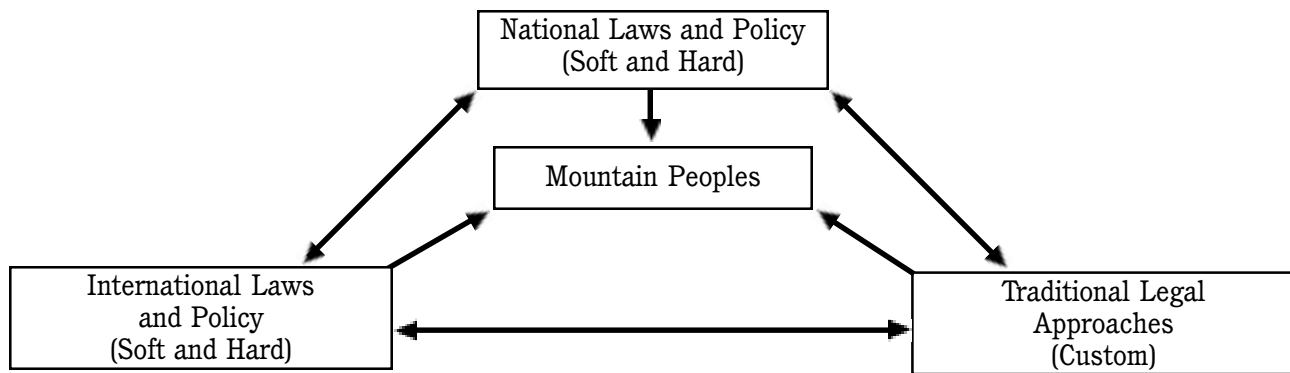 National Laws and Policy
(Soft and Hard)
Mountain Peoples
International Laws
and Policy
(Soft and Hard)
Traditional Legal
Approaches
(Custom)